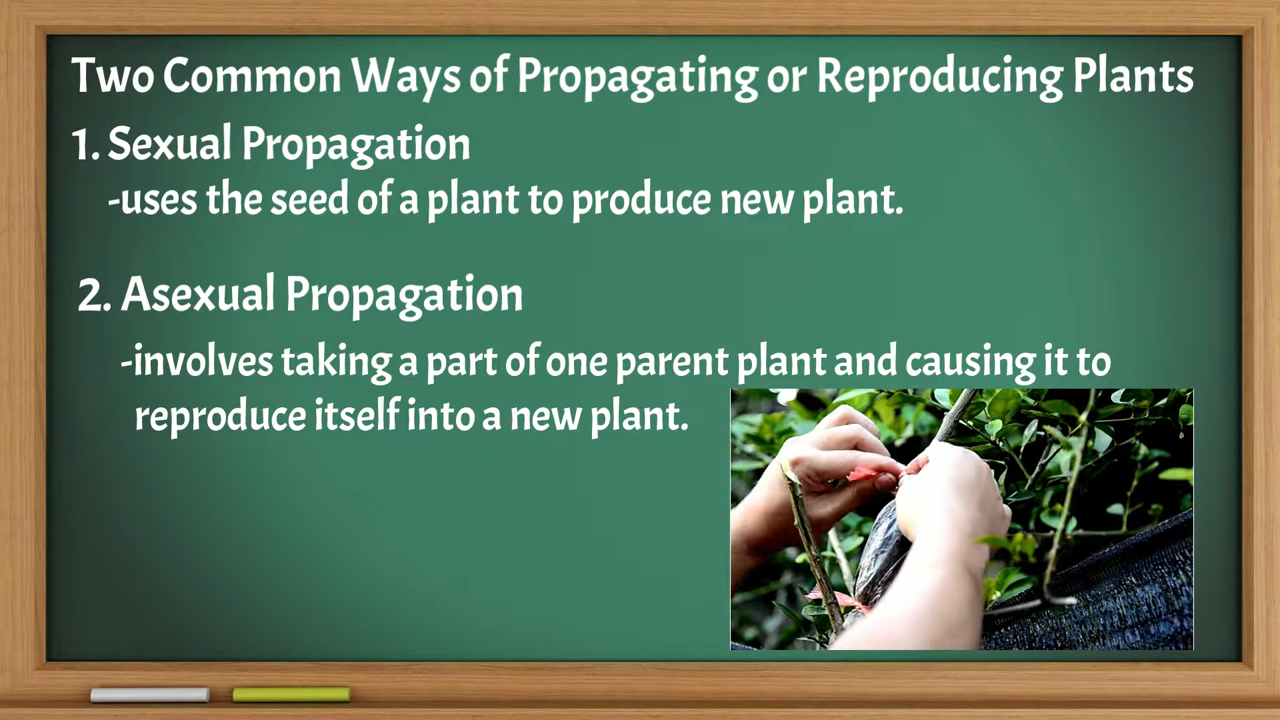 Two Common Ways of Propagating or Reproducing Plants
1. Sexual Propagation
-uses the seed of a plant to produce new plant.
2. Asexual Propagation
-involves taking a part of one parent plant and causing it to
reproduce itself into a new plant.